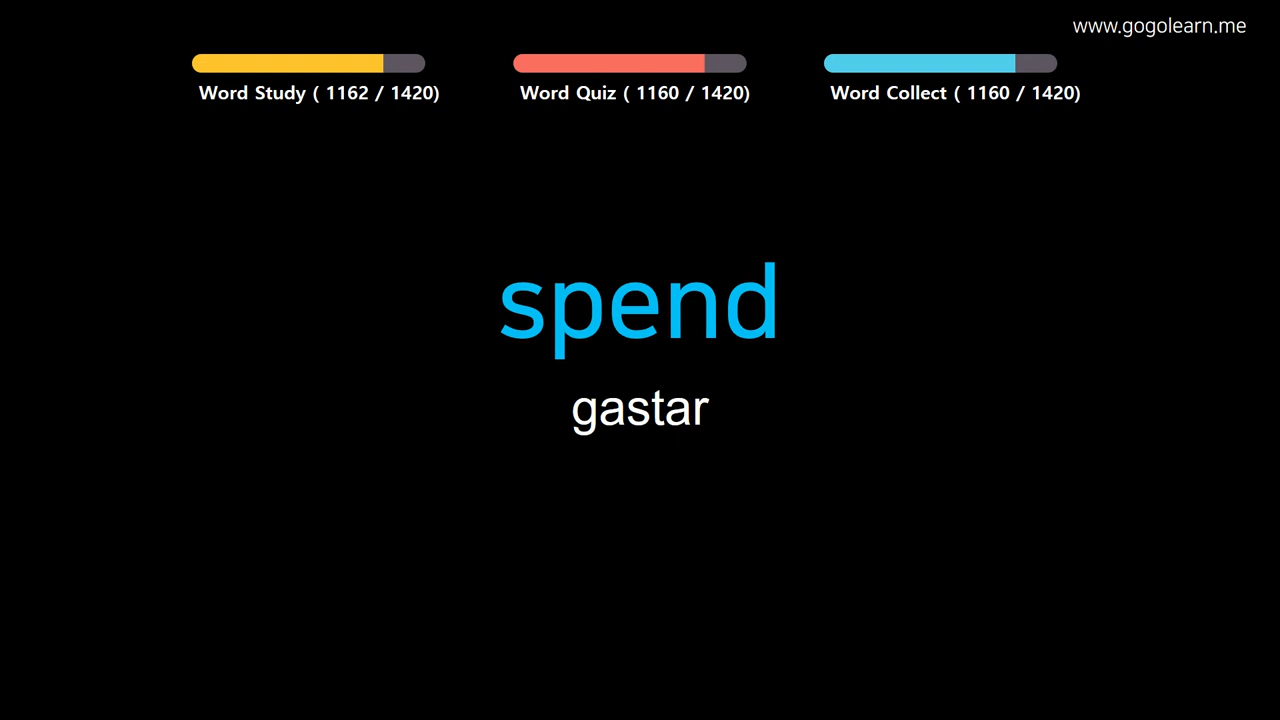 www.gogolearn.me
Word Study ( 1162 / 1420)
Word Quiz ( 1160 / 1420)
Word Collect ( 1160 / 1420)
spend
gastar